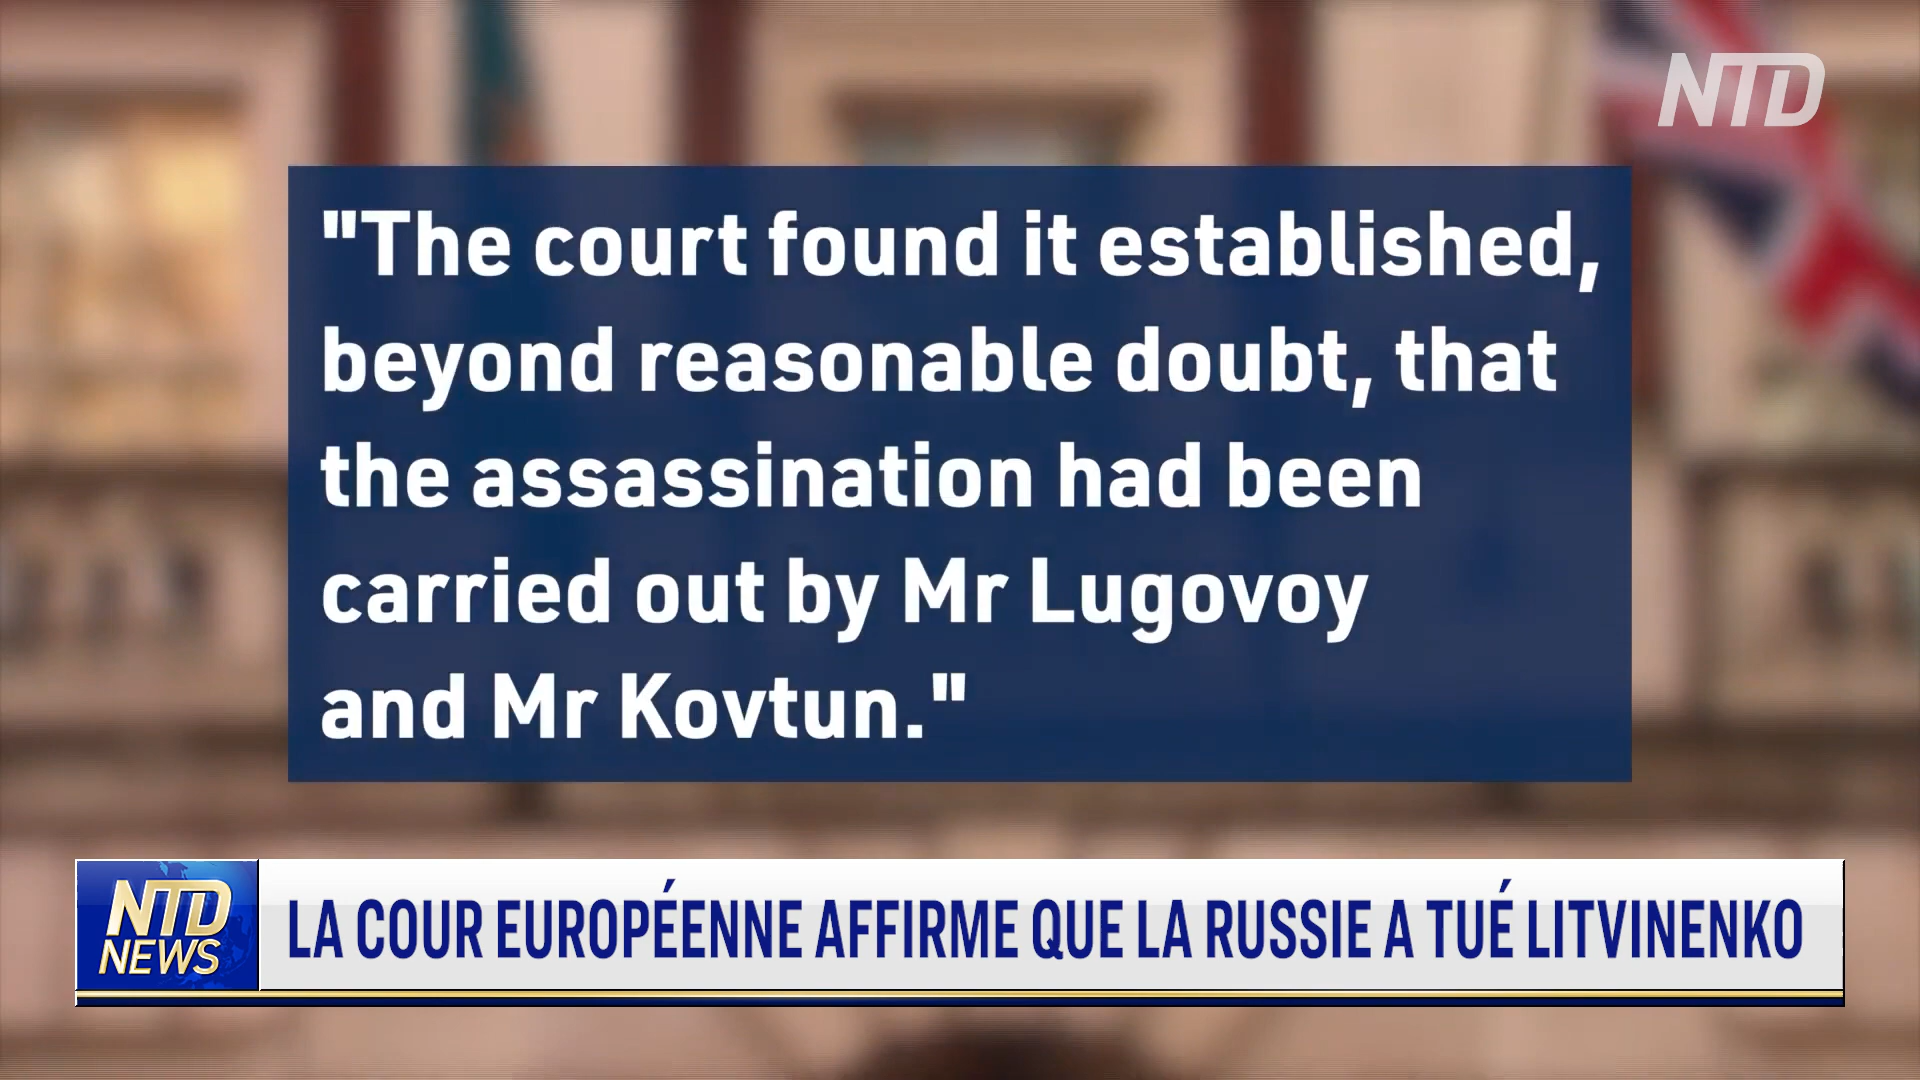 NTD
"The court found it established,
beyond reasonable doubt, that
the assassination had been
carried out by Mr Lugovoy
and Mr Kovtun."
NTD
NEWS
LA COUR EUROPÉENNE AFFIRME QUE LA RUSSIE A TUÉ LITVINENKO